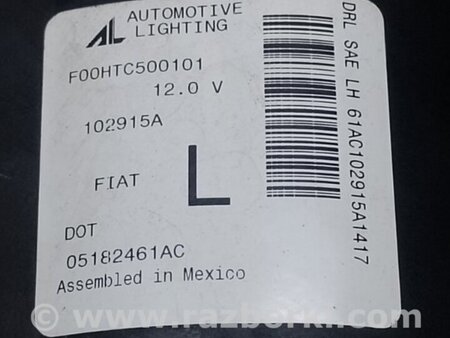 AL AUTOMOTIVE
LIGHTING
F00HTC500101
12.0 V
102915A
FIAT L
DOT
05182461AC
Assembled in Mexico
DRL SAE LH 61AC102915A1417
© www.razborki.com